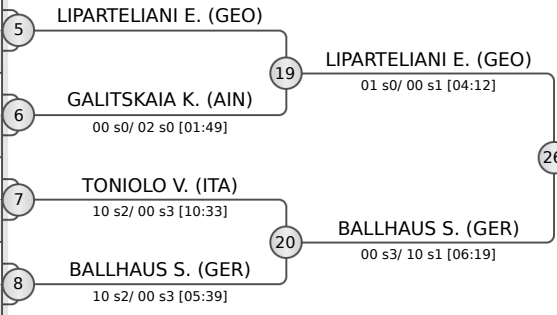 LIPARTELIANI E. (GEO)
5
LIPARTELIANI E. (GEO)
19
01 s0/ 00 s1 [04:12]
GALITSKAIA K. (AIN)
6
00 s0/ 02 s0 [01:49]
26
TONIOLO V. (ITA)
7
10 s2/ 00 s3 [10:33]
BALLHAUS S. (GER)
20
00 s3/ 10 s1 [06:19]
BALLHAUS S. (GER)
8
10 s2/ 00 s3 [05:39]